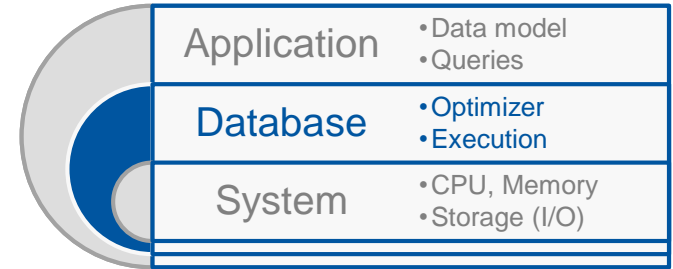 Application
•Data model
•Queries
Database
•Optimizer
•Execution
System
•CPU, Memory
•Storage (I/O)